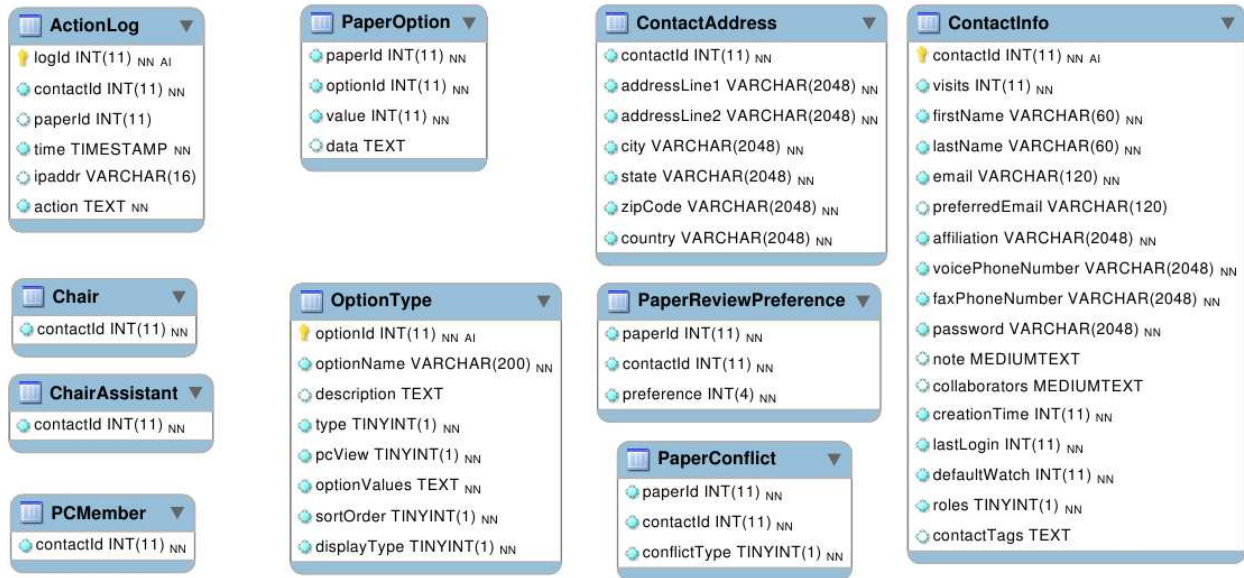 ActionLog
logId INT(11) NN AI
contactId INT(11) NN
paperId INT(11)
time TIMESTAMP NN
ipaddr VARCHAR(16)
action TEXT NN
PaperOption
paperId INT(11) NN
optionId INT(11) NN
value INT(11) NN
data TEXT
ContactAddress
contactId INT(11) NN
addressLine1 VARCHAR(2048) NN
addressLine2 VARCHAR(2048) NN
city VARCHAR(2048) NN
state VARCHAR(2048) NN
zipCode VARCHAR(2048) NN
country VARCHAR(2048) NN
ContactInfo
contactId INT(11) NN AI
visits INT(11) NN
firstName VARCHAR(60) NN
lastName VARCHAR(60) NN
email VARCHAR(120) NN
preferredEmail VARCHAR(120)
affiliation VARCHAR(2048) NN
voicePhoneNumber VARCHAR(2048) NN
faxPhoneNumber VARCHAR(2048) NN
password VARCHAR(2048) NN
note MEDIUMTEXT
collaborators MEDIUMTEXT
creationTime INT(11) NN
lastLogin INT(11) NN
defaultWatch INT(11) NN
roles TINYINT(1) NN
contactTags TEXT
Chair
contactId INT(11) NN
ChairAssistant
contactId INT(11) NN
PCMember
contactId INT(11) NN
OptionType
optionId INT(11) NN AI
optionName VARCHAR(200) NN
description TEXT
type TINYINT(1) NN
pcView TINYINT(1) NN
optionValues TEXT NN
sortOrder TINYINT(1) NN
displayType TINYINT(1) NN
PaperReviewPreference
paperId INT(11) NN
contactId INT(11) NN
preference INT(4) NN
PaperConflict
paperId INT(11) NN
contactId INT(11) NN
conflictType TINYINT(1) NN